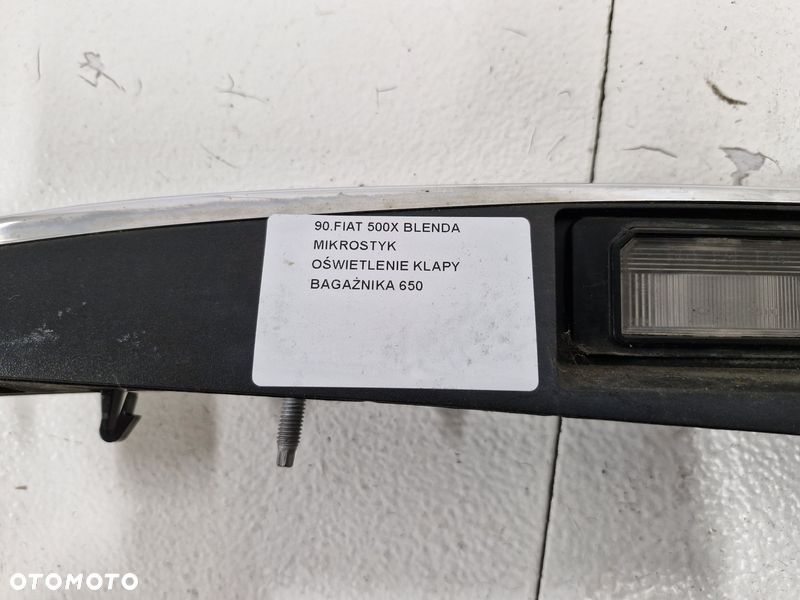 90.FIAT 500X BLENDA
MIKROSTYK
OŚWIETLENIE KLAPY
BAGAŻNIKA 650
OTOMOTO